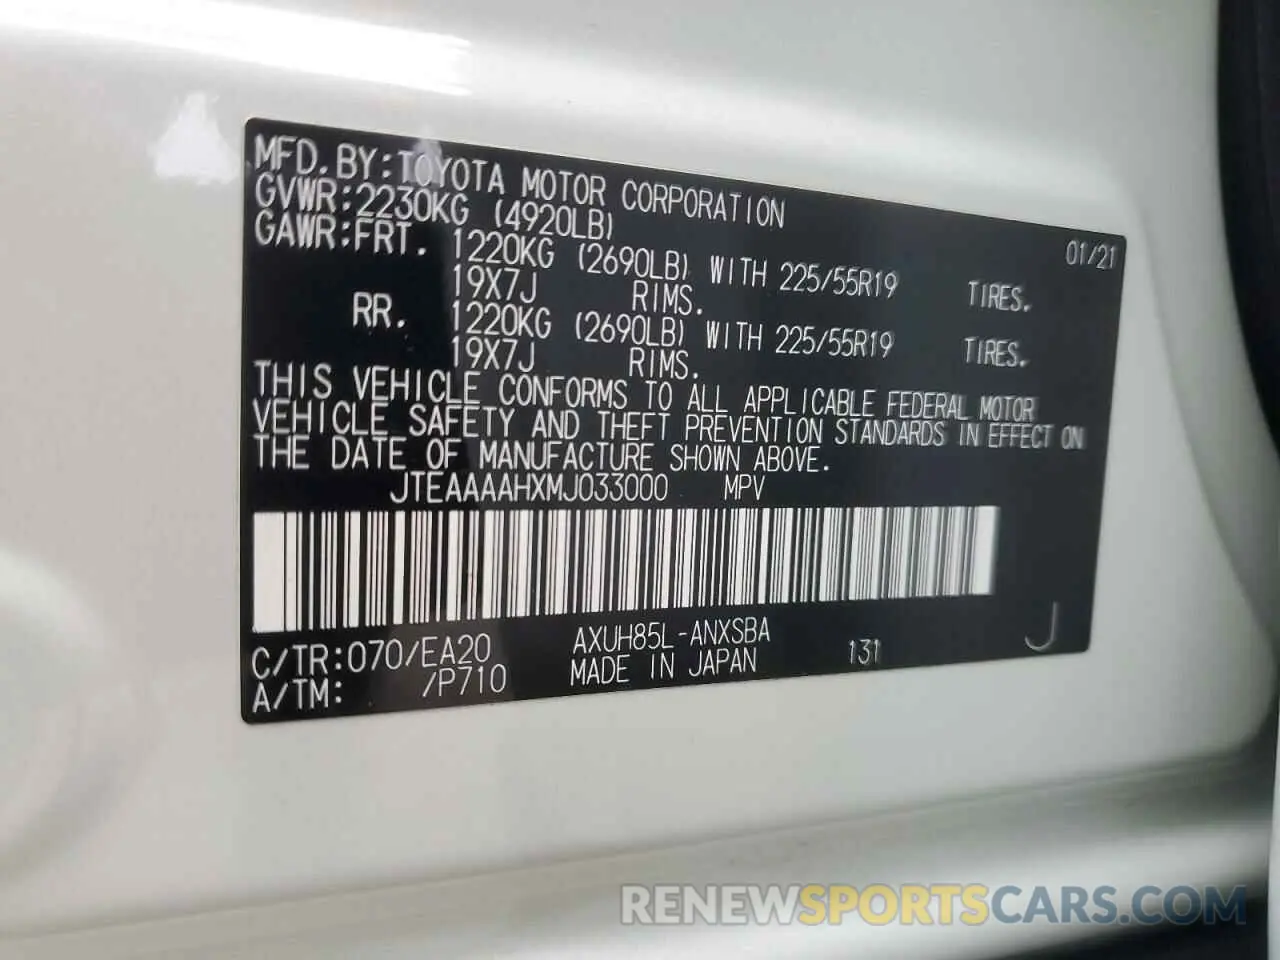 MFD. BY: TOYOTA MOTOR CORPORATION 01/21
GVWR: 2230KG (4920LB)
GAWR: FRT. 1220KG (2690LB) WITH 225/55R19 TIRES.
19X7J RIMS.
RR. 1220KG (2690LB) WITH 225/55R19 TIRES.
19X7J RIMS.
THIS VEHICLE CONFORMS TO ALL APPLICABLE FEDERAL MOTOR
VEHICLE SAFETY AND THEFT PREVENTION STANDARDS IN EFFECT ON
THE DATE OF MANUFACTURE SHOWN ABOVE.
JTEAAAAHXMJ033000 MPV
C/TR: 070/EA20 AXUH85L-ANXSBA 131 J
A/TM: /P710 MADE IN JAPAN
RENEWSPORTSCARS.COM